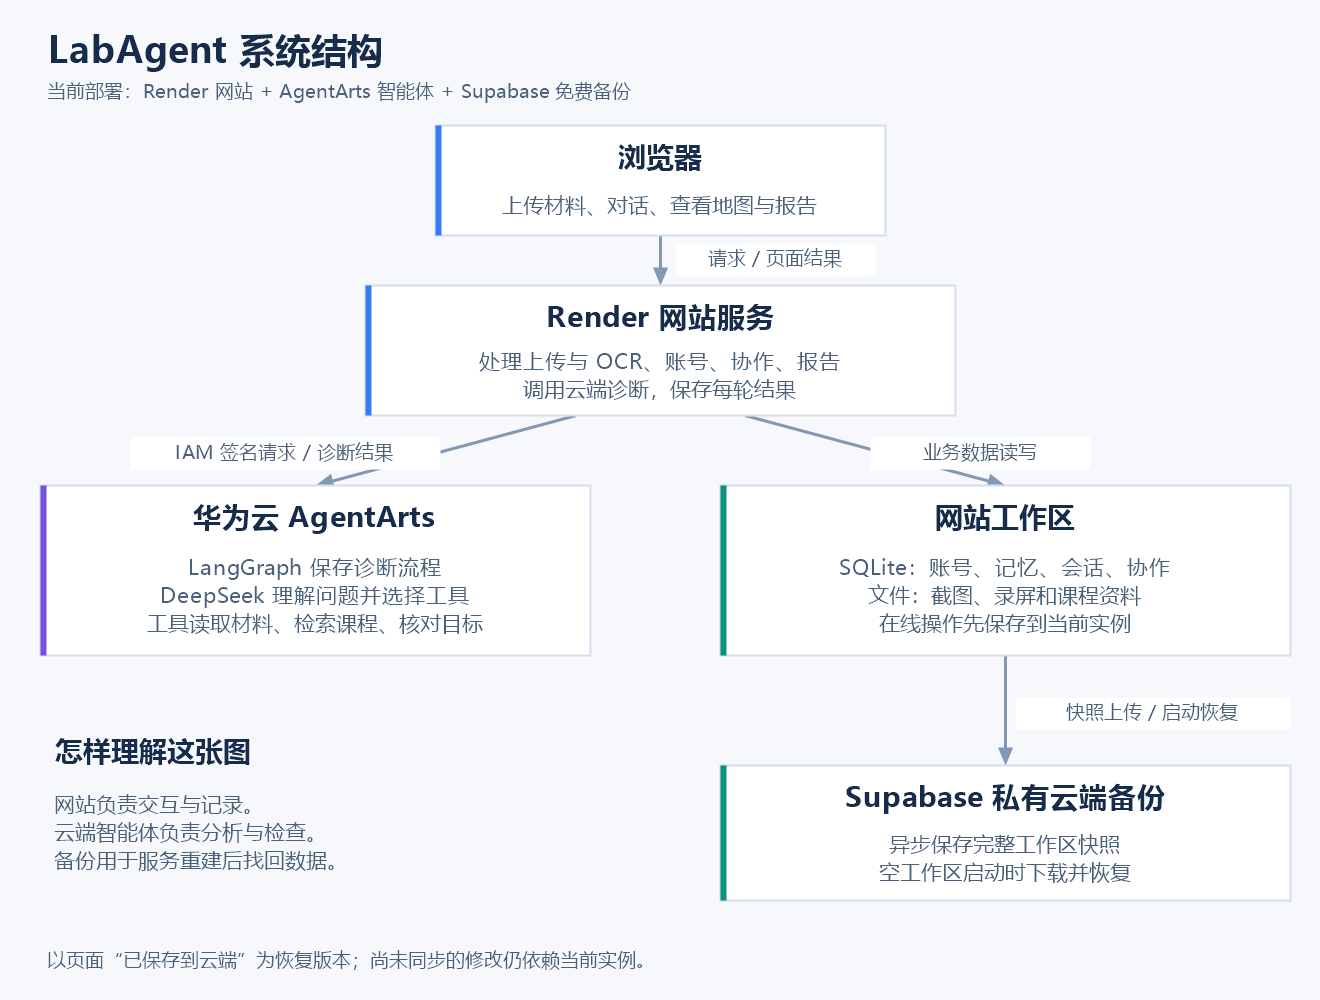 LabAgent 系统结构
当前部署：Render 网站 + AgentArts 智能体 + Supabase 免费备份
浏览器
上传材料、对话、查看地图与报告
请求 / 页面结果
Render 网站服务
处理上传与 OCR、账号、协作、报告
调用云端诊断，保存每轮结果
IAM 签名请求 / 诊断结果
业务数据读写
华为云 AgentArts
LangGraph 保存诊断流程
DeepSeek 理解问题并选择工具
工具读取材料、检索课程、核对目标
网站工作区
SQLite：账号、记忆、会话、协作
文件：截图、录屏和课程资料
在线操作先保存到当前实例
快照上传 / 启动恢复
怎样理解这张图
网站负责交互与记录。
云端智能体负责分析与检查。
备份用于服务重建后找回数据。
Supabase 私有云端备份
异步保存完整工作区快照
空工作区启动时下载并恢复
以页面“已保存到云端”为恢复版本；尚未同步的修改仍依赖当前实例。